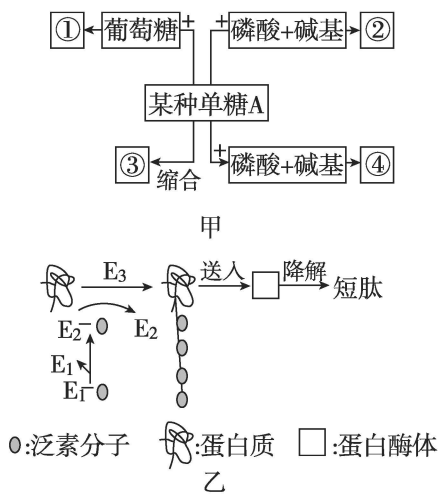 ① 葡萄糖 + + 磷酸+碱基 ②
某种单糖A
③ 缩合 + 磷酸+碱基 ④
甲
E3 送入 降解 短肽
E2 E2
E1
E1
:泛素分子 :蛋白质 :蛋白酶体
乙